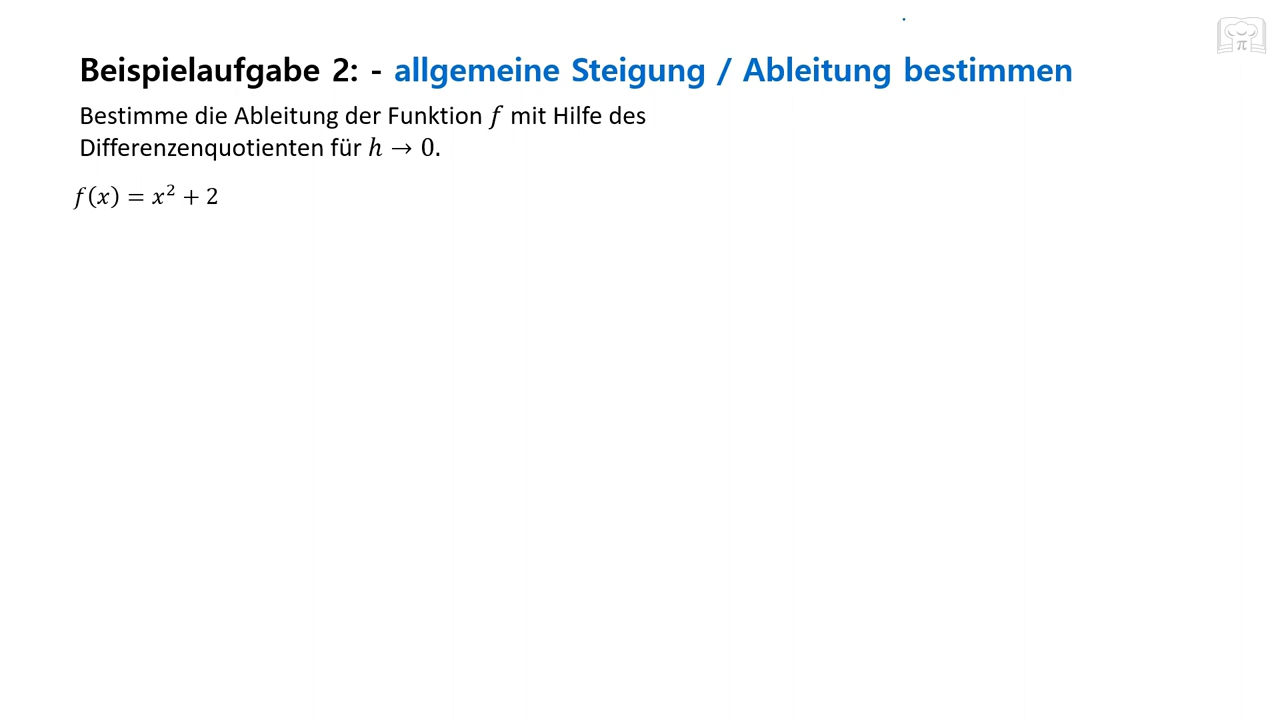 Beispielaufgabe 2: - allgemeine Steigung / Ableitung bestimmen
Bestimme die Ableitung der Funktion f mit Hilfe des
Differenzenquotienten für h → 0.
f(x) = x² + 2
π